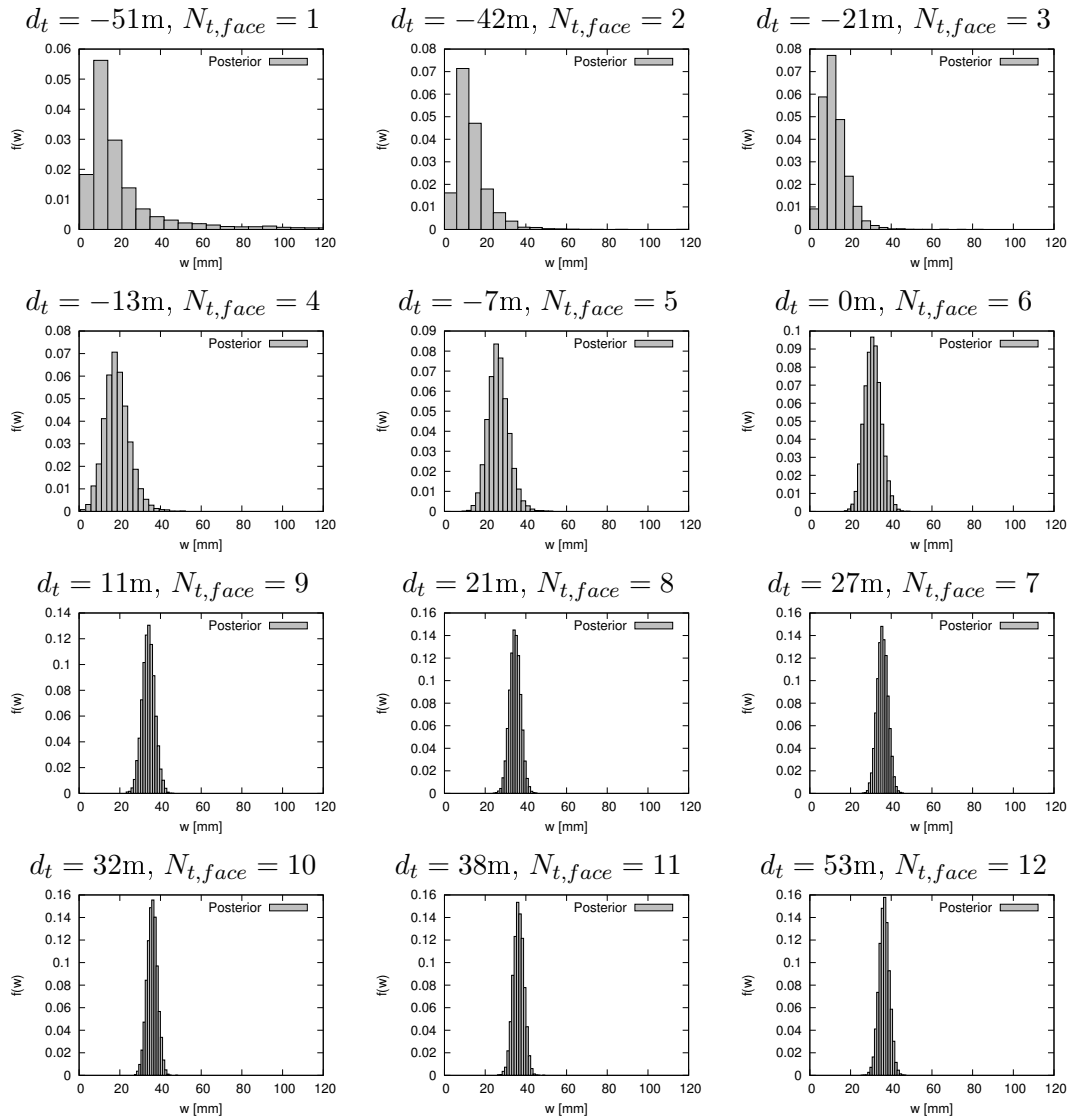 d_t = −51m, N_{t,face} = 1
0.06
0.05
0.04
0.03
0.02
0.01
0
f(w)
Posterior
0 20 40 60 80 100 120
w [mm]
d_t = −42m, N_{t,face} = 2
0.08
0.07
0.06
0.05
0.04
0.03
0.02
0.01
0
f(w)
Posterior
0 20 40 60 80 100 120
w [mm]
d_t = −21m, N_{t,face} = 3
0.08
0.07
0.06
0.05
0.04
0.03
0.02
0.01
0
f(w)
Posterior
0 20 40 60 80 100 120
w [mm]
d_t = −13m, N_{t,face} = 4
0.08
0.07
0.06
0.05
0.04
0.03
0.02
0.01
0
f(w)
Posterior
0 20 40 60 80 100 120
w [mm]
d_t = −7m, N_{t,face} = 5
0.09
0.08
0.07
0.06
0.05
0.04
0.03
0.02
0.01
0
f(w)
Posterior
0 20 40 60 80 100 120
w [mm]
d_t = 0m, N_{t,face} = 6
0.1
0.09
0.08
0.07
0.06
0.05
0.04
0.03
0.02
0.01
0
f(w)
Posterior
0 20 40 60 80 100 120
w [mm]
d_t = 11m, N_{t,face} = 9
0.14
0.12
0.1
0.08
0.06
0.04
0.02
0
f(w)
Posterior
0 20 40 60 80 100 120
w [mm]
d_t = 21m, N_{t,face} = 8
0.16
0.14
0.12
0.1
0.08
0.06
0.04
0.02
0
f(w)
Posterior
0 20 40 60 80 100 120
w [mm]
d_t = 27m, N_{t,face} = 7
0.16
0.14
0.12
0.1
0.08
0.06
0.04
0.02
0
f(w)
Posterior
0 20 40 60 80 100 120
w [mm]
d_t = 32m, N_{t,face} = 10
0.16
0.14
0.12
0.1
0.08
0.06
0.04
0.02
0
f(w)
Posterior
0 20 40 60 80 100 120
w [mm]
d_t = 38m, N_{t,face} = 11
0.16
0.14
0.12
0.1
0.08
0.06
0.04
0.02
0
f(w)
Posterior
0 20 40 60 80 100 120
w [mm]
d_t = 53m, N_{t,face} = 12
0.16
0.14
0.12
0.1
0.08
0.06
0.04
0.02
0
f(w)
Posterior
0 20 40 60 80 100 120
w [mm]